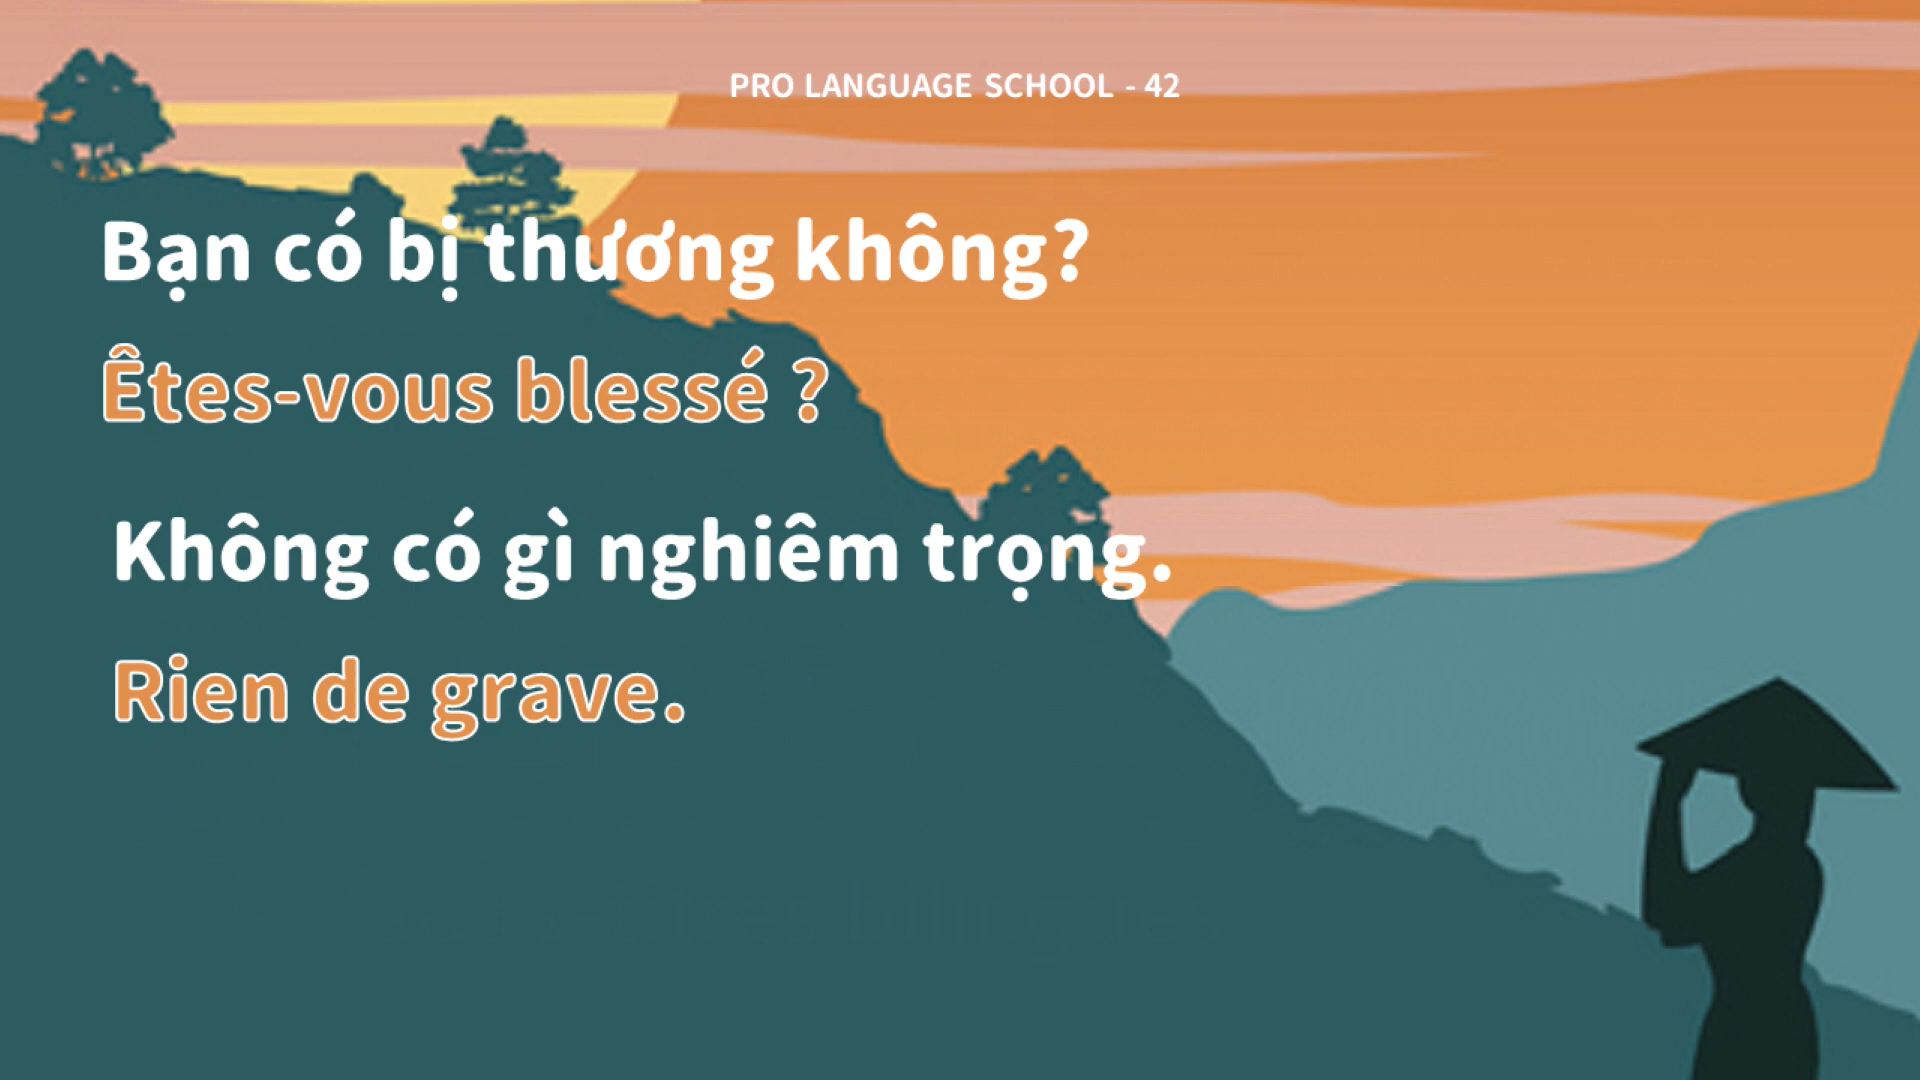 PRO LANGUAGE SCHOOL - 42
Bạn có bị thương không?
Êtes-vous blessé ?
Không có gì nghiêm trọng.
Rien de grave.